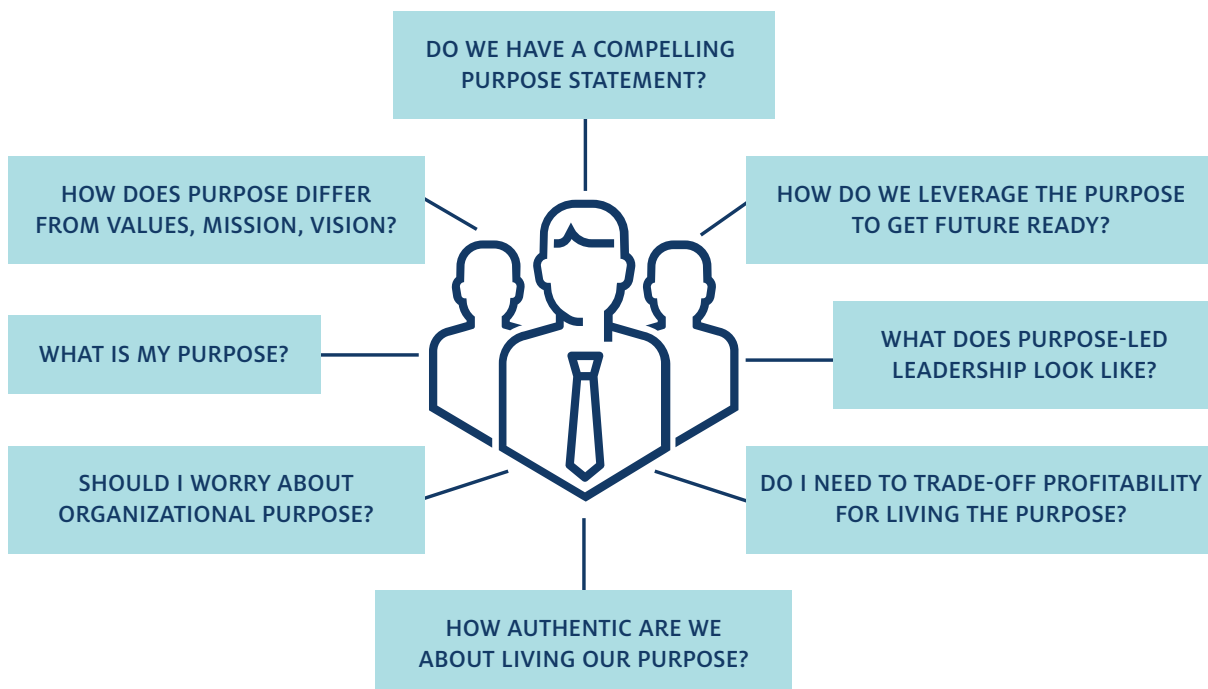 DO WE HAVE A COMPELLING
PURPOSE STATEMENT?
HOW DOES PURPOSE DIFFER
FROM VALUES, MISSION, VISION?
HOW DO WE LEVERAGE THE PURPOSE
TO GET FUTURE READY?
WHAT IS MY PURPOSE?
WHAT DOES PURPOSE-LED
LEADERSHIP LOOK LIKE?
SHOULD I WORRY ABOUT
ORGANIZATIONAL PURPOSE?
DO I NEED TO TRADE-OFF PROFITABILITY
FOR LIVING THE PURPOSE?
HOW AUTHENTIC ARE WE
ABOUT LIVING OUR PURPOSE?